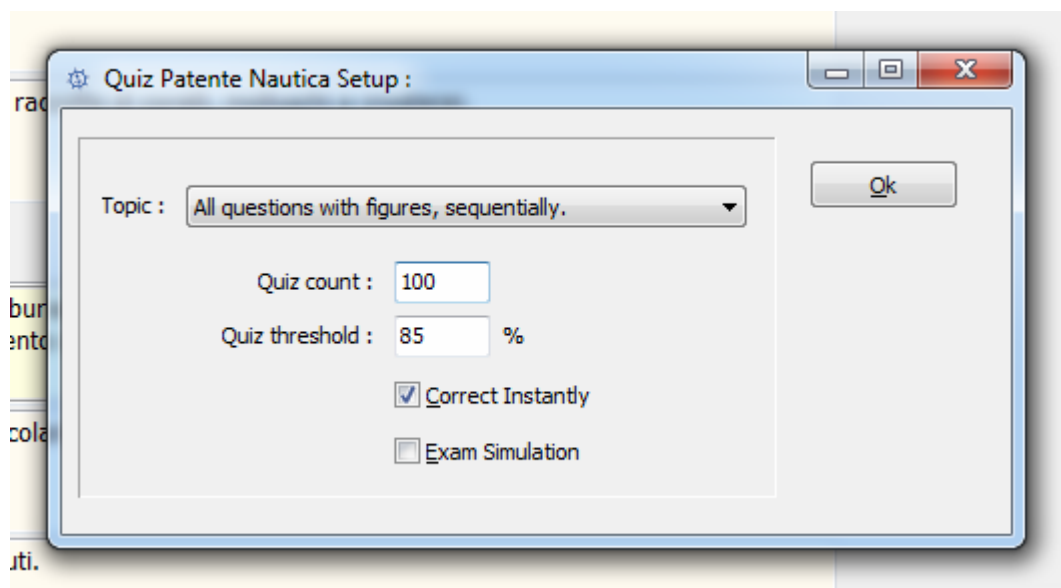 Quiz Patente Nautica Setup :
Topic :
All questions with figures, sequentially.
Ok
Quiz count :
100
Quiz threshold :
85
%
Correct Instantly
Exam Simulation
uti.